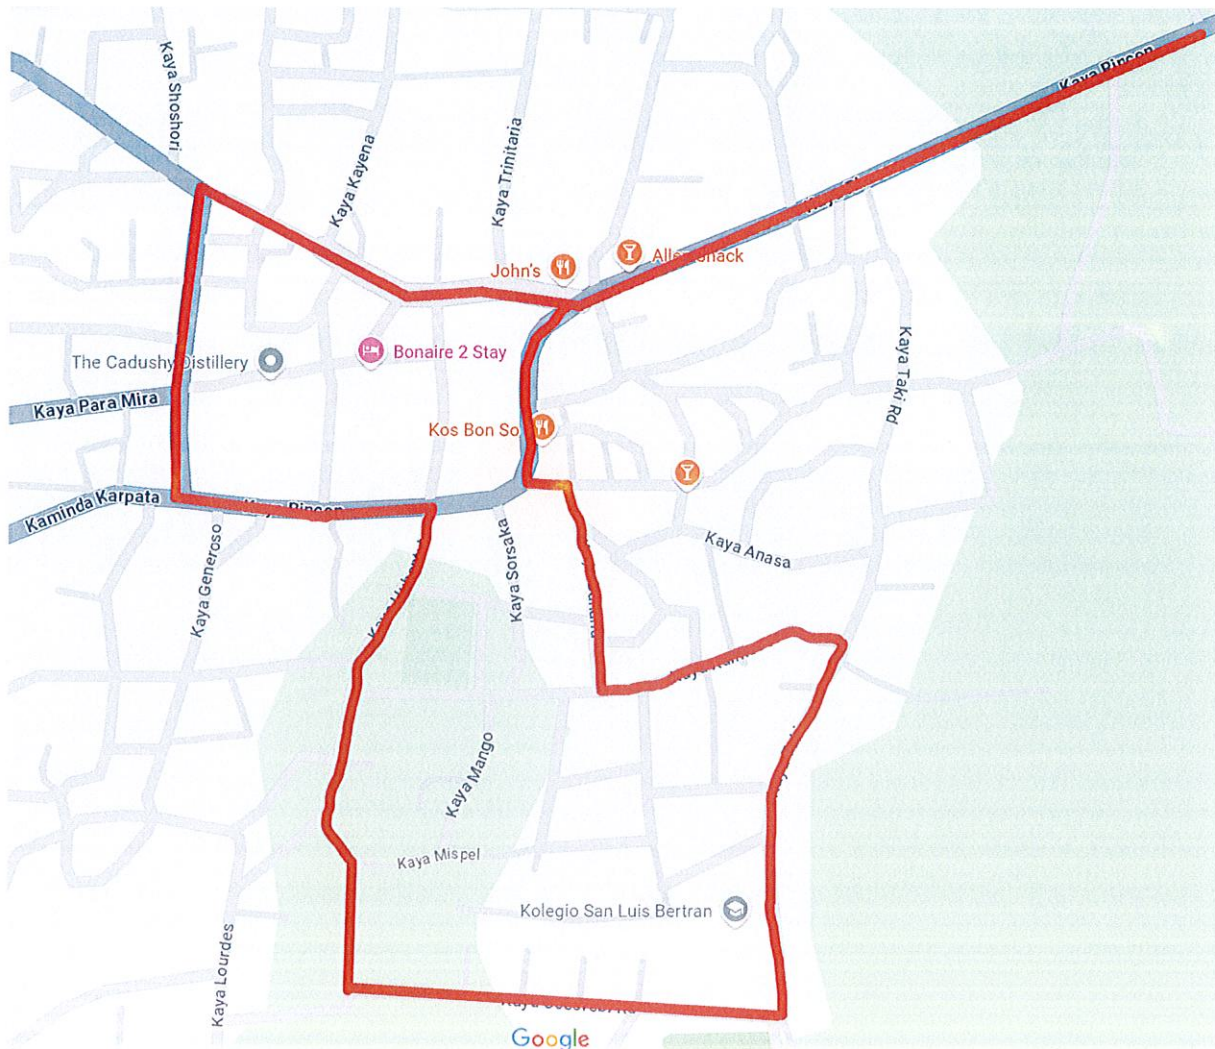 Kaya Shoshori
Kaya Rincon
Kaya Kayena
Kaya Trinitaria
John's
Bonaire 2 Stay
The Cadushy Distillery
Kaya Para Mira
Kaya Taki Rd
Kos Bon So
Kaminda Karpata
Kaya Rincon
Kaya Generoso
Kaya Sorsaka
Kaya Anasa
Kaya Mango
Kaya Mispel
Kolegio San Luis Bertran
Kaya Lourdes
Google